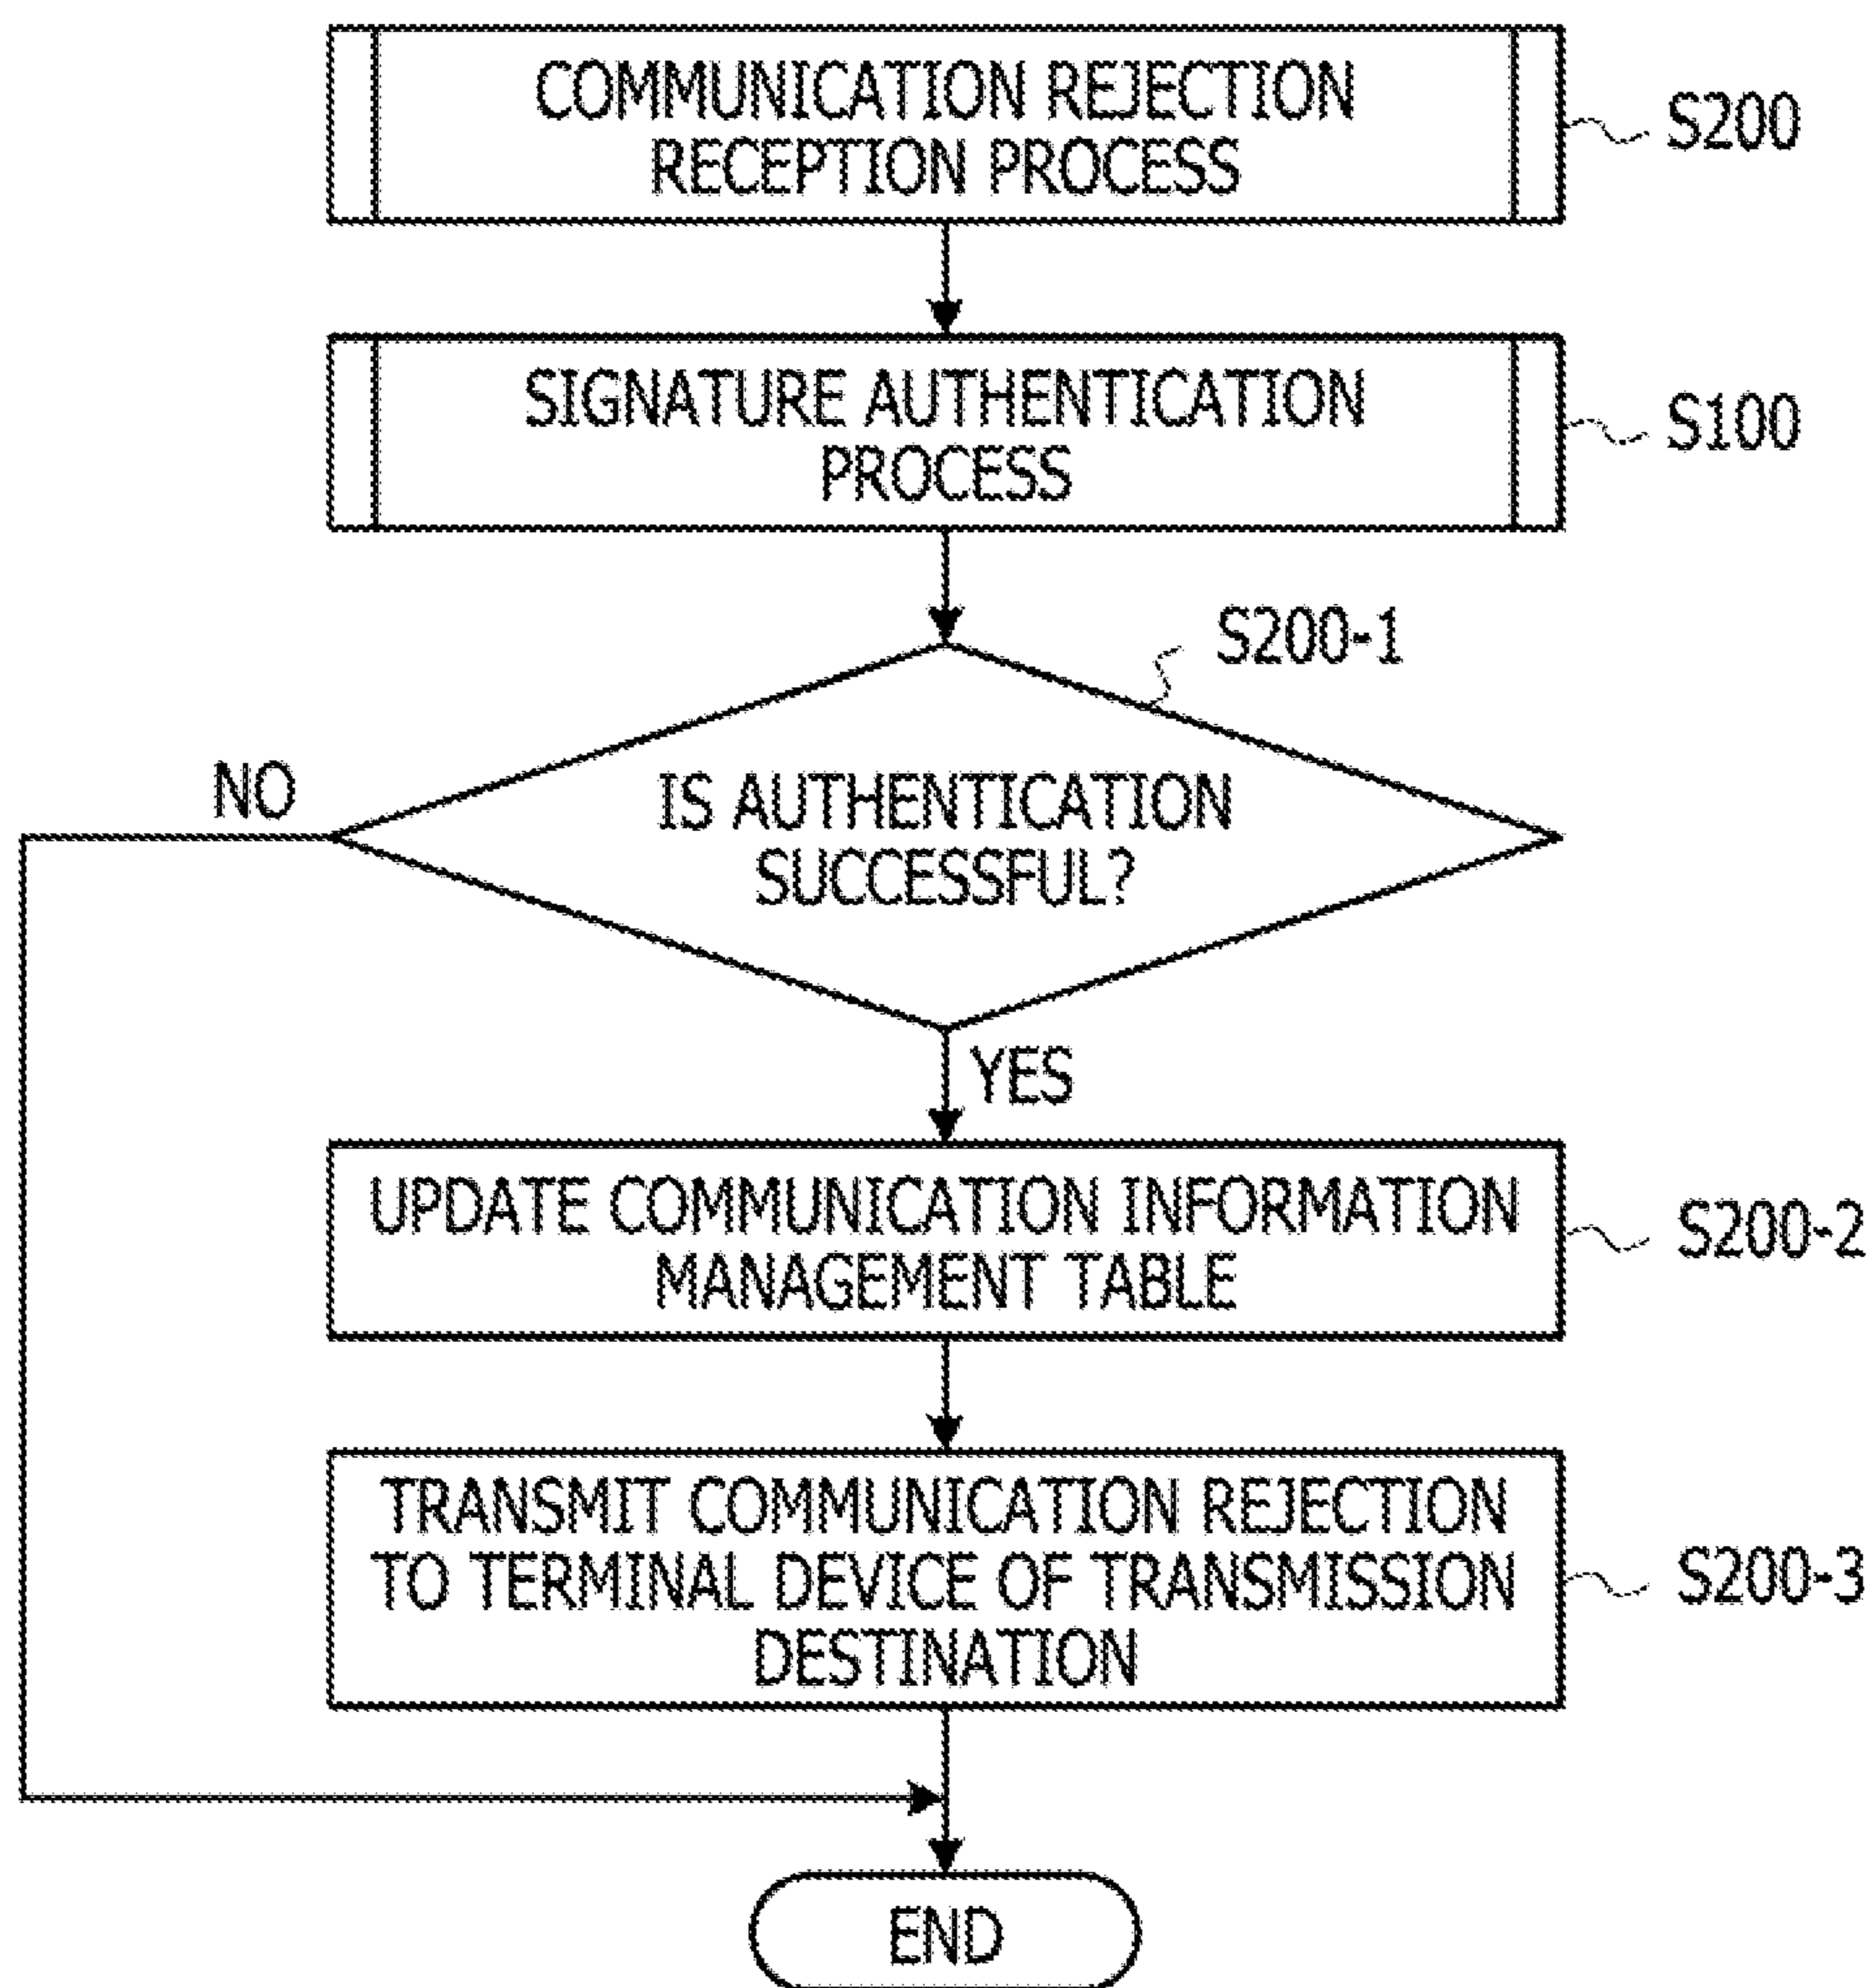 COMMUNICATION REJECTION
RECEPTION PROCESS
S200
SIGNATURE AUTHENTICATION
PROCESS
S100
S200-1
NO
IS AUTHENTICATION
SUCCESSFUL?
YES
UPDATE COMMUNICATION INFORMATION
MANAGEMENT TABLE
S200-2
TRANSMIT COMMUNICATION REJECTION
TO TERMINAL DEVICE OF TRANSMISSION
DESTINATION
S200-3
END